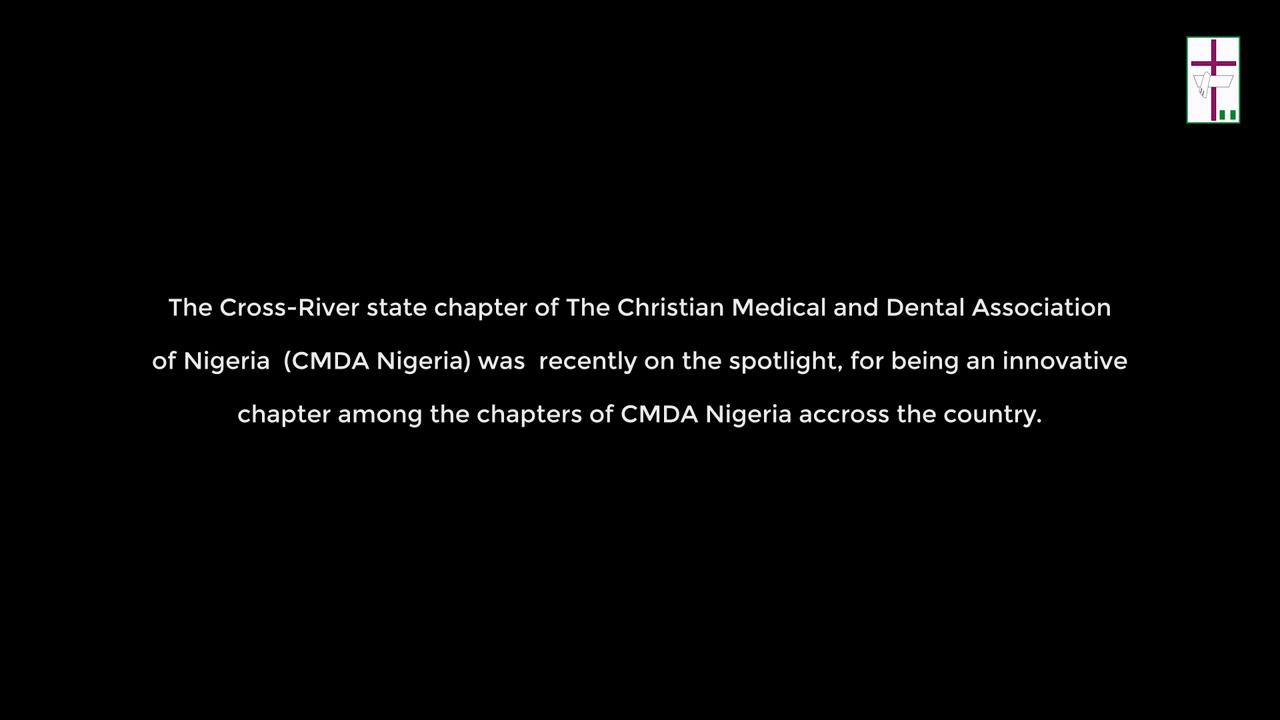 The Cross-River state chapter of The Christian Medical and Dental Association
of Nigeria  (CMDA Nigeria) was  recently on the spotlight, for being an innovative
chapter among the chapters of CMDA Nigeria accross the country.